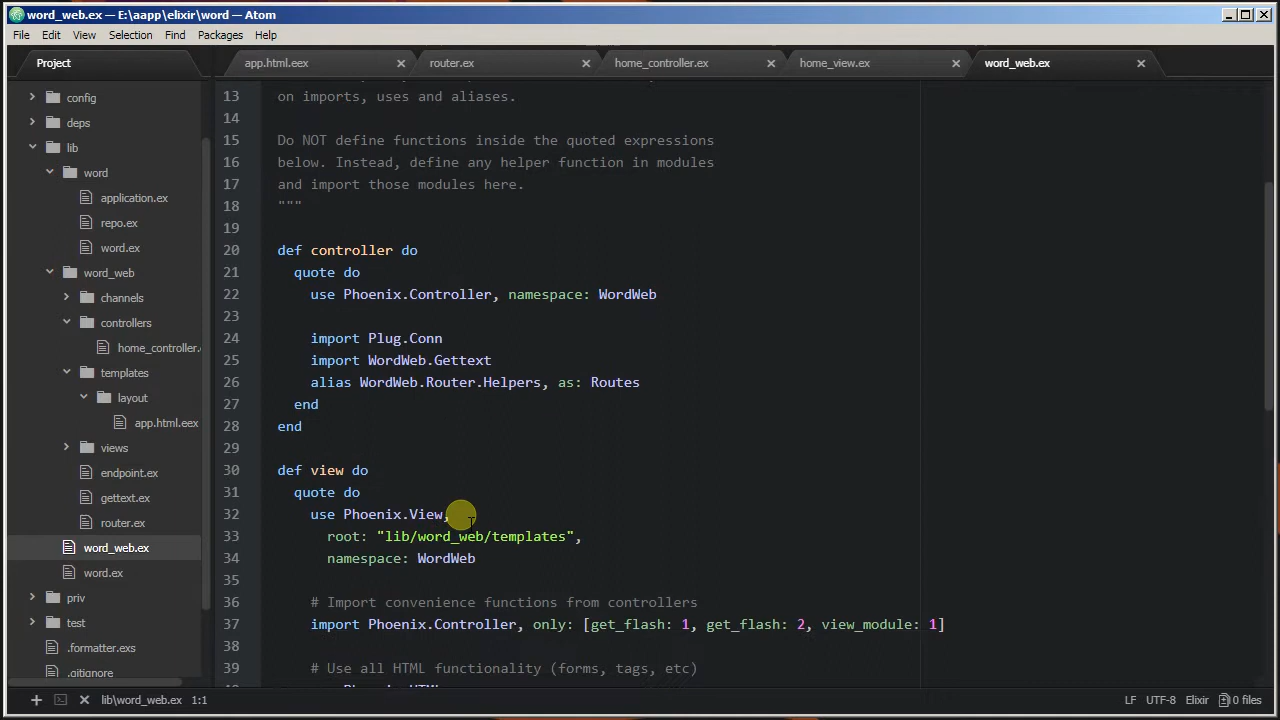 word_web.ex — E:\aapp\elixir\word — Atom
File Edit View Selection Find Packages Help
Project
app.html.eex router.ex home_controller.ex home_view.ex word_web.ex
config
deps
lib
word
application.ex
repo.ex
word.ex
word_web
channels
controllers
home_controller.
templates
layout
app.html.eex
views
endpoint.ex
gettext.ex
router.ex
word_web.ex
word.ex
priv
test
.formatter.exs
.gitignore
13 on imports, uses and aliases.
14
15 Do NOT define functions inside the quoted expressions
16 below. Instead, define any helper function in modules
17 and import those modules here.
18 """
19
20 def controller do
21 quote do
22 use Phoenix.Controller, namespace: WordWeb
23
24 import Plug.Conn
25 import WordWeb.Gettext
26 alias WordWeb.Router.Helpers, as: Routes
27 end
28 end
29
30 def view do
31 quote do
32 use Phoenix.View,
33 root: "lib/word_web/templates",
34 namespace: WordWeb
35
36 # Import convenience functions from controllers
37 import Phoenix.Controller, only: [get_flash: 1, get_flash: 2, view_module: 1]
38
39 # Use all HTML functionality (forms, tags, etc)
lib\word_web.ex 1:1 LF UTF-8 Elixir 0 files